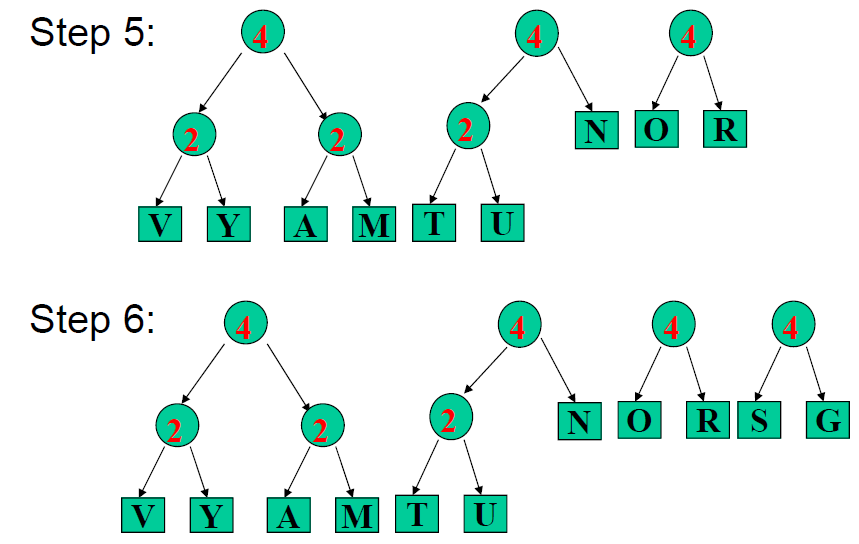 Step 5:
4 4 4
2 2 2 N O R
V Y A M T U
Step 6:
4 4 4 4
2 2 2 N O R S G
V Y A M T U